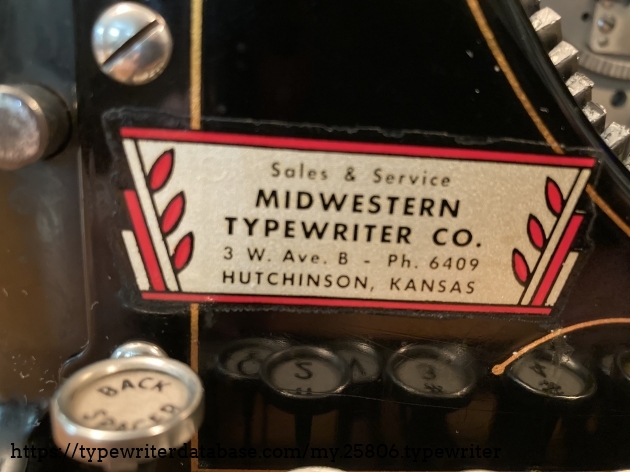 Sales & Service
MIDWESTERN
TYPEWRITER CO.
3 W. Ave. B - Ph. 6409
HUTCHINSON, KANSAS
3
#
BACK
SPACER
https://typewriterdatabase.com/my.25806.typewriter